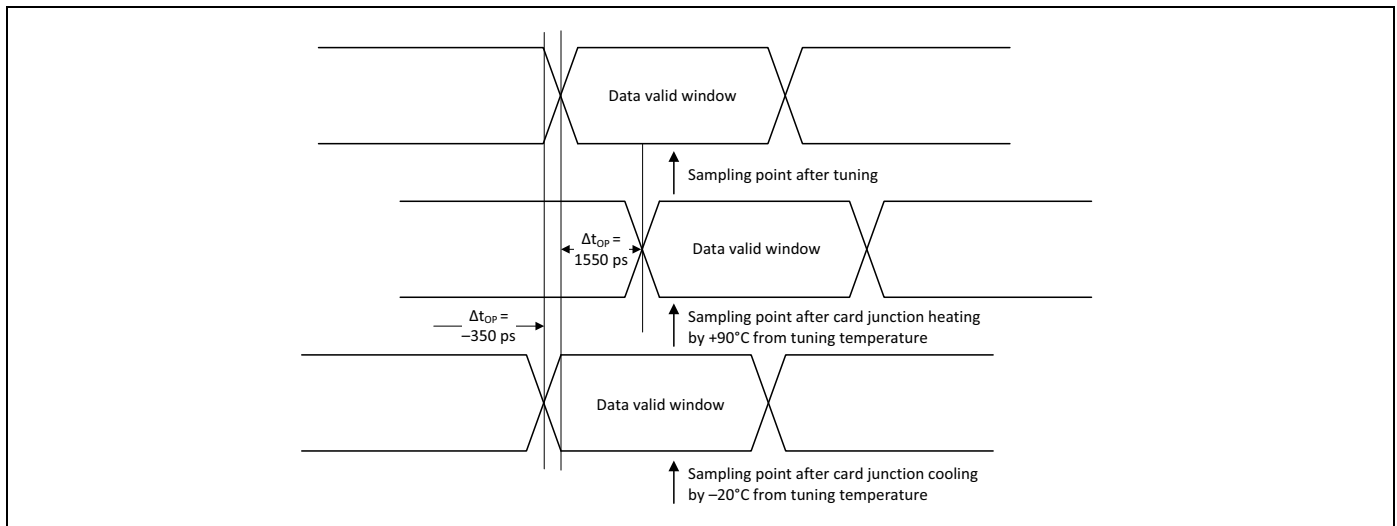 Data valid window
Sampling point after tuning
ΔtOP =
1550 ps
Data valid window
ΔtOP =
−350 ps
Sampling point after card junction heating
by +90°C from tuning temperature
Data valid window
Sampling point after card junction cooling
by −20°C from tuning temperature